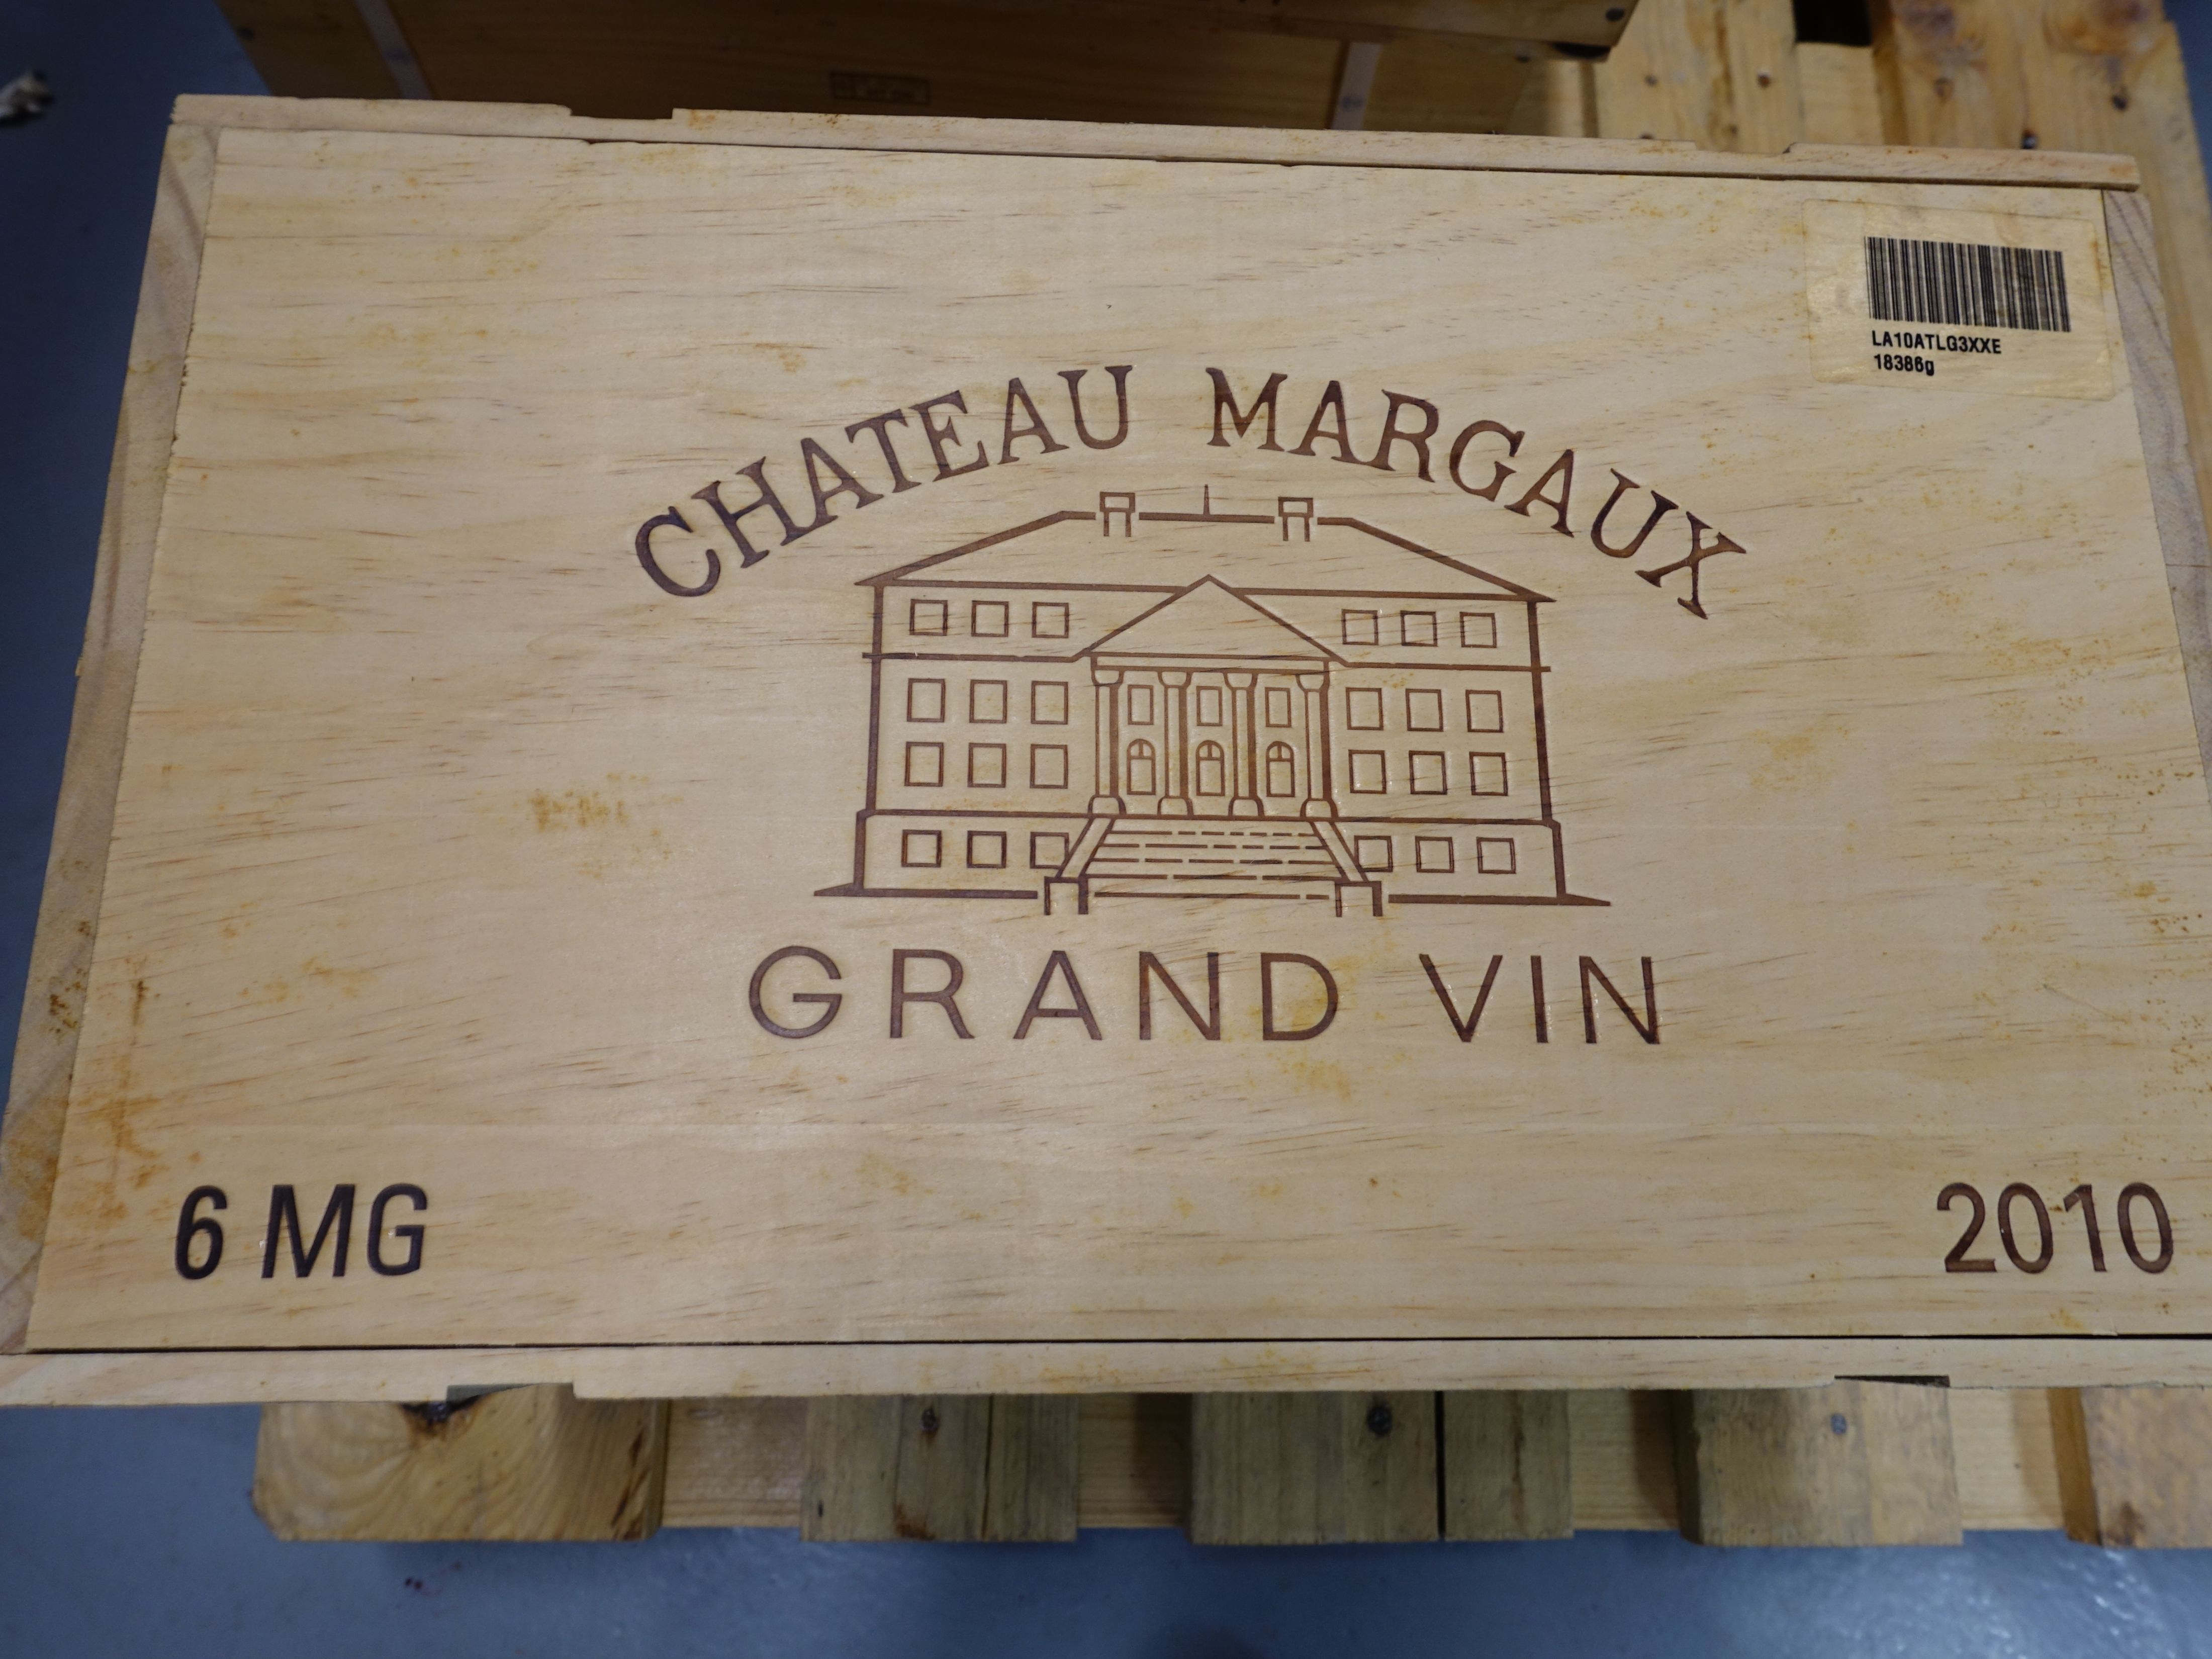 LA10ATLG3XXE
18386g
CHATEAU MARGAUX
GRAND VIN
6 MG
2010